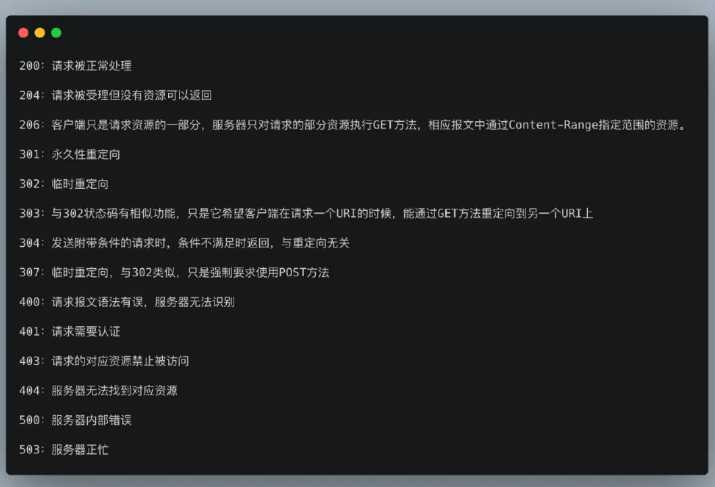 200：请求被正常处理
204：请求被受理但没有资源可以返回
206：客户端只是请求资源的一部分，服务器只对请求的部分资源执行GET方法，相应报文中通过Content-Range指定范围的资源。
301：永久性重定向
302：临时重定向
303：与302状态码有相似功能，只是它希望客户端在请求一个URI的时候，能通过GET方法重定向到另一个URI上
304：发送附带条件的请求时，条件不满足时返回，与重定向无关
307：临时重定向，与302类似，只是强制要求使用POST方法
400：请求报文语法有误，服务器无法识别
401：请求需要认证
403：请求的对应资源禁止被访问
404：服务器无法找到对应资源
500：服务器内部错误
503：服务器正忙